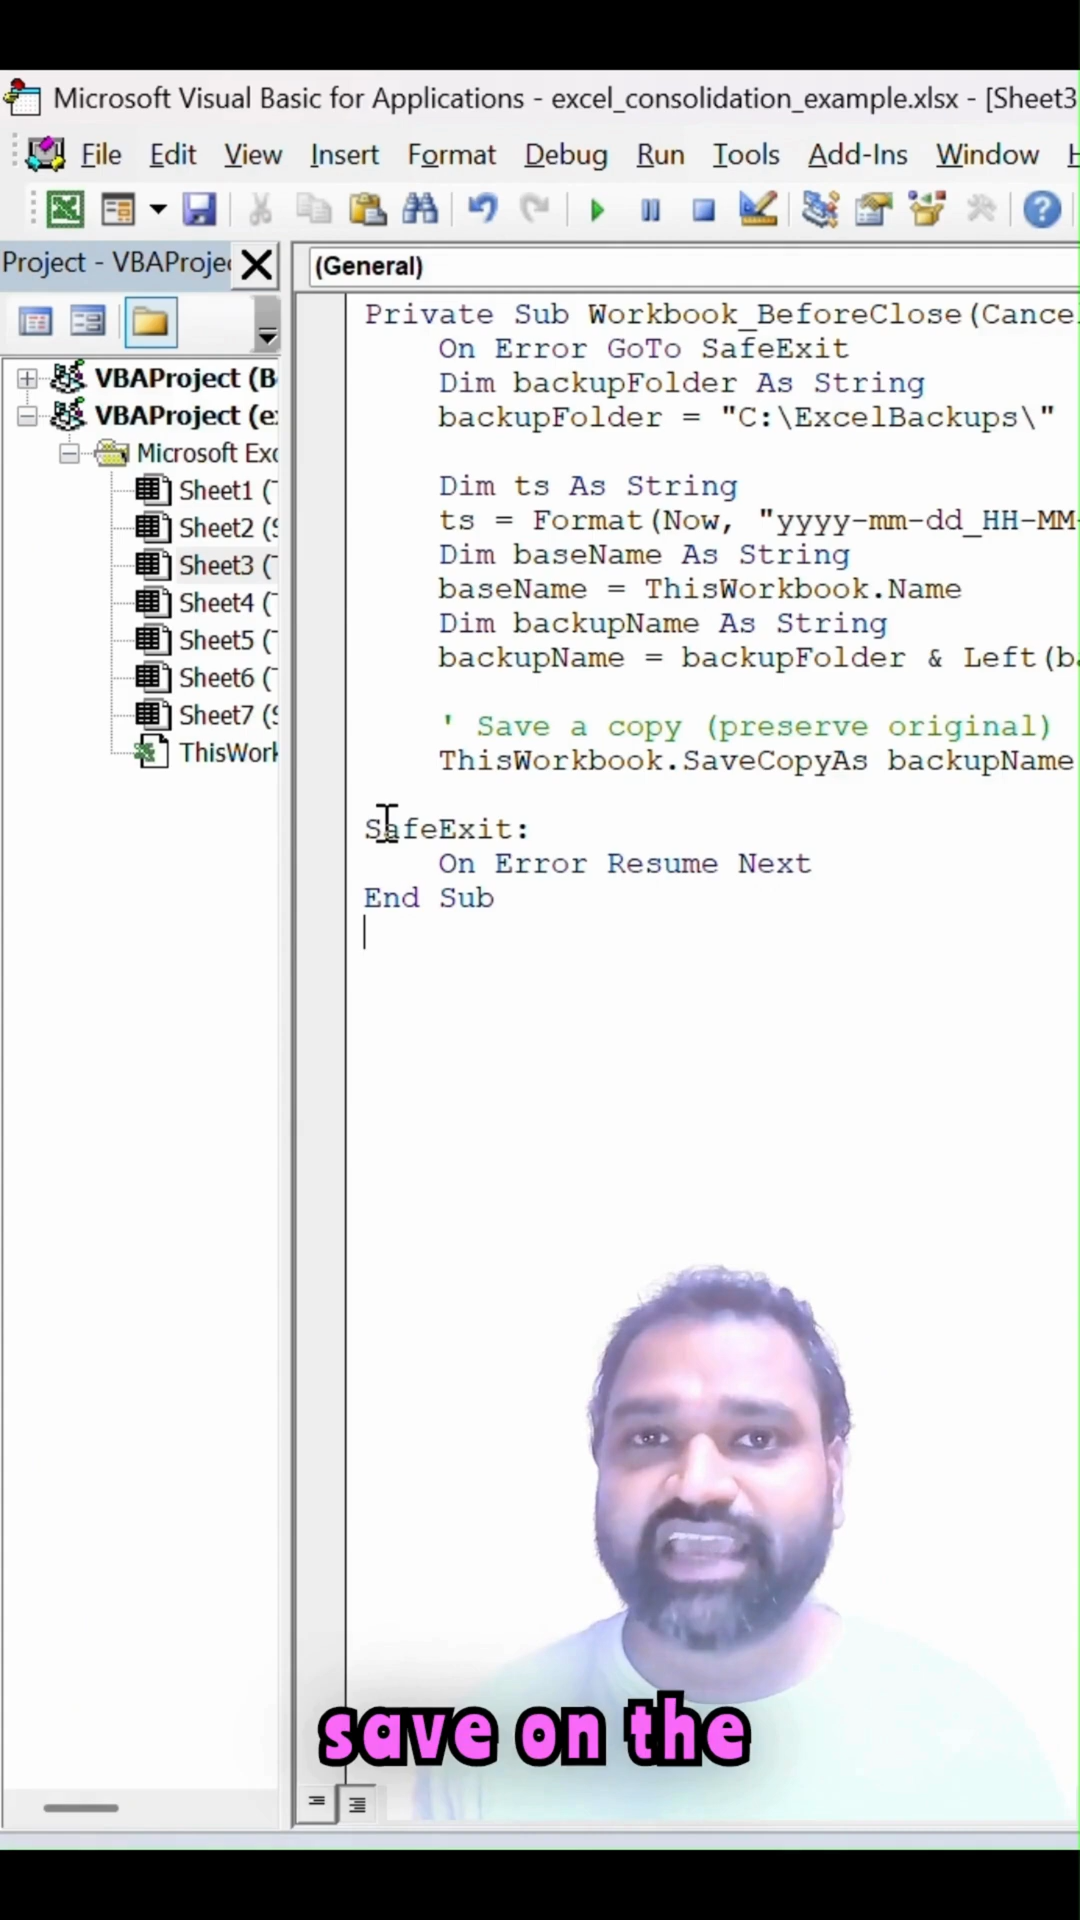 Microsoft Visual Basic for Applications - excel_consolidation_example.xlsx - [Sheet3
File Edit View Insert Format Debug Run Tools Add-Ins Window H
Project - VBAProje
(General)
VBAProject (B
VBAProject (e
Microsoft Exc
Sheet1 (
Sheet2 (
Sheet3 (
Sheet4 (
Sheet5 (
Sheet6 (
Sheet7 (
ThisWork
Private Sub Workbook_BeforeClose(Cance
On Error GoTo SafeExit
Dim backupFolder As String
backupFolder = "C:\ExcelBackups\"
Dim ts As String
ts = Format(Now, "yyyy-mm-dd_HH-MM-
Dim baseName As String
baseName = ThisWorkbook.Name
Dim backupName As String
backupName = backupFolder & Left(ba
' Save a copy (preserve original)
ThisWorkbook.SaveCopyAs backupName
SafeExit:
On Error Resume Next
End Sub
save on the